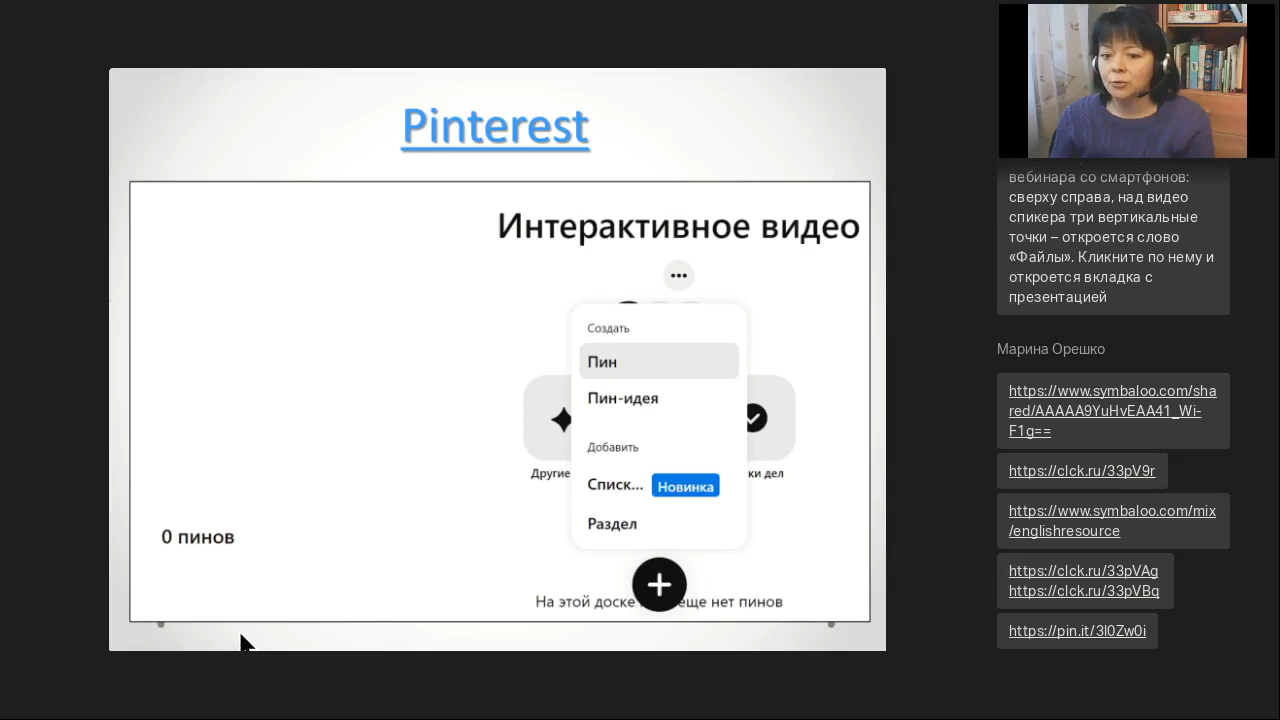 Pinterest
Интерактивное видео
Создать
Пин
Пин-идея
Добавить
Списк... Новинка
Раздел
Другие
ки дел
0 пинов
На этой доске еще нет пинов
вебинара со смартфонов:
сверху справа, над видео
спикера три вертикальные
точки – откроется слово
«Файлы». Кликните по нему и
откроется вкладка с
презентацией
Марина Орешко
https://www.symbaloo.com/sha
red/AAAAA9YuHvEAA41_Wi-
F1g==
https://clck.ru/33pV9r
https://www.symbaloo.com/mix
/englishresource
https://clck.ru/33pVAg
https://clck.ru/33pVBq
https://pin.it/3l0Zw0i